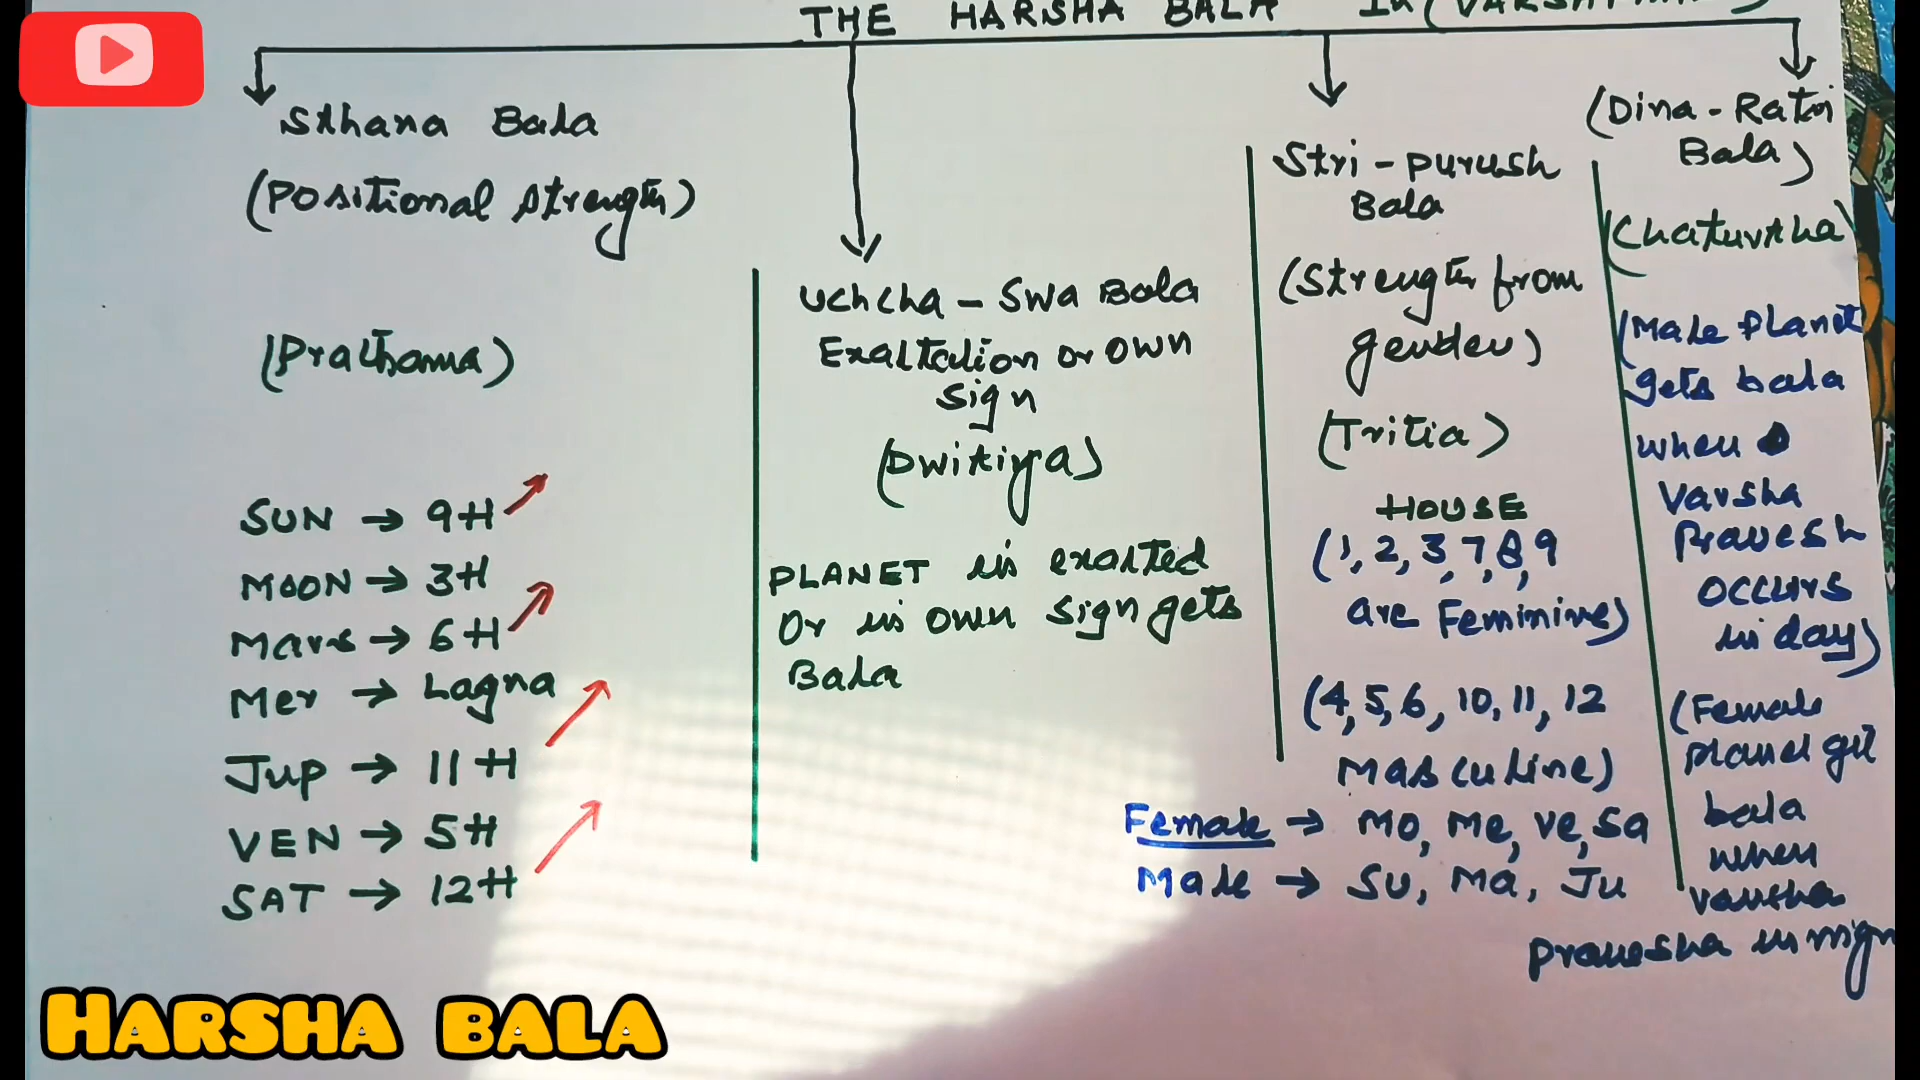 THE HARSHA BALA In (VARSHPHAL)
Sthana Bala
(Positional strength)
(Prathama)
SUN → 9H
MOON → 3H
Mars → 6H
Mer → Lagna
Jup → 11H
VEN → 5H
SAT → 12H
Uchcha - Swa Bala
Exaltation or own
sign
(Dwitiya)
PLANET is exalted
Or in own sign gets
Bala
Stri - purush
Bala
(Strength from
gender)
(Tritia)
HOUSE
(1, 2, 3, 7, 8, 9
are Feminine)
(4, 5, 6, 10, 11, 12
Masculine)
Female → Mo, Me, Ve, Sa
Male → Su, Ma, Ju
(Dina - Ratri
Bala)
(Chaturtha)
(Male Planet
gets bala
when
Varsha
Pravesh
occurs
in day)
(Female
planet get
bala
when
varsha
pravesha in nign
HARSHA BALA